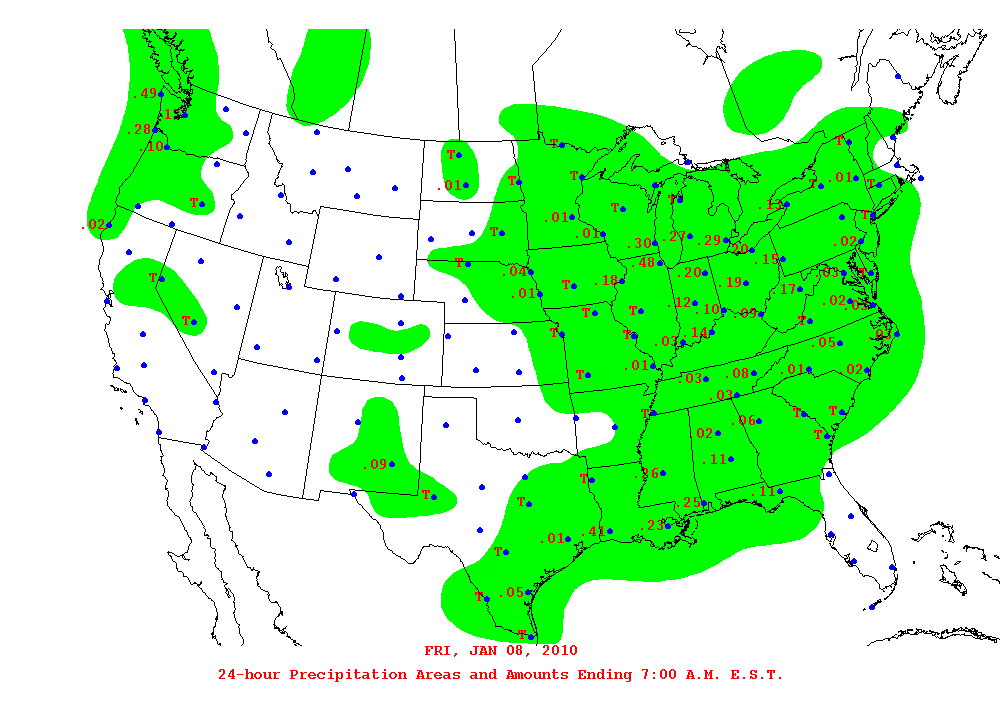 .49
.28
.10
T
.01
T
T
T
T
.01
T
T
T
.13
.02
T
.01
T
T
.01
.30
.27
.29
.20
.02
T
T
.04
.48
.15
.03
T
T
.01
T
.18
.20
.19
.17
.02
T
T
T
.12
.10
.09
T
T
T
.03
.14
.05
.03
T
.01
.03
.08
.01
.02
T
.03
.06
T
T
.02
T
.09
.11
T
.26
T
T
.25
.11
T
.01
.41
.23
T
.05
T
FRI, JAN 08, 2010
24-hour Precipitation Areas and Amounts Ending 7:00 A.M. E.S.T.